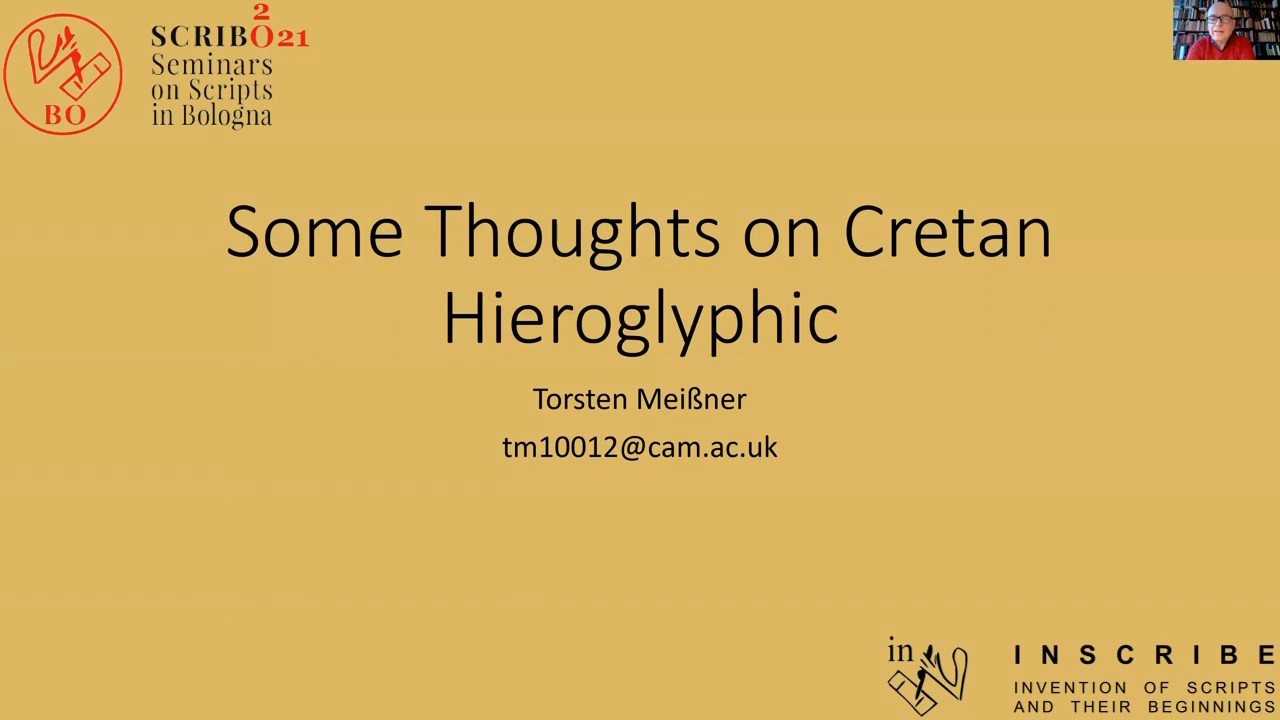 BO
SCRIBO21
2
Seminars
on Scripts
in Bologna
Some Thoughts on Cretan
Hieroglyphic
Torsten Meißner
tm10012@cam.ac.uk
in
INSCRIBE
INVENTION OF SCRIPTS
AND THEIR BEGINNINGS